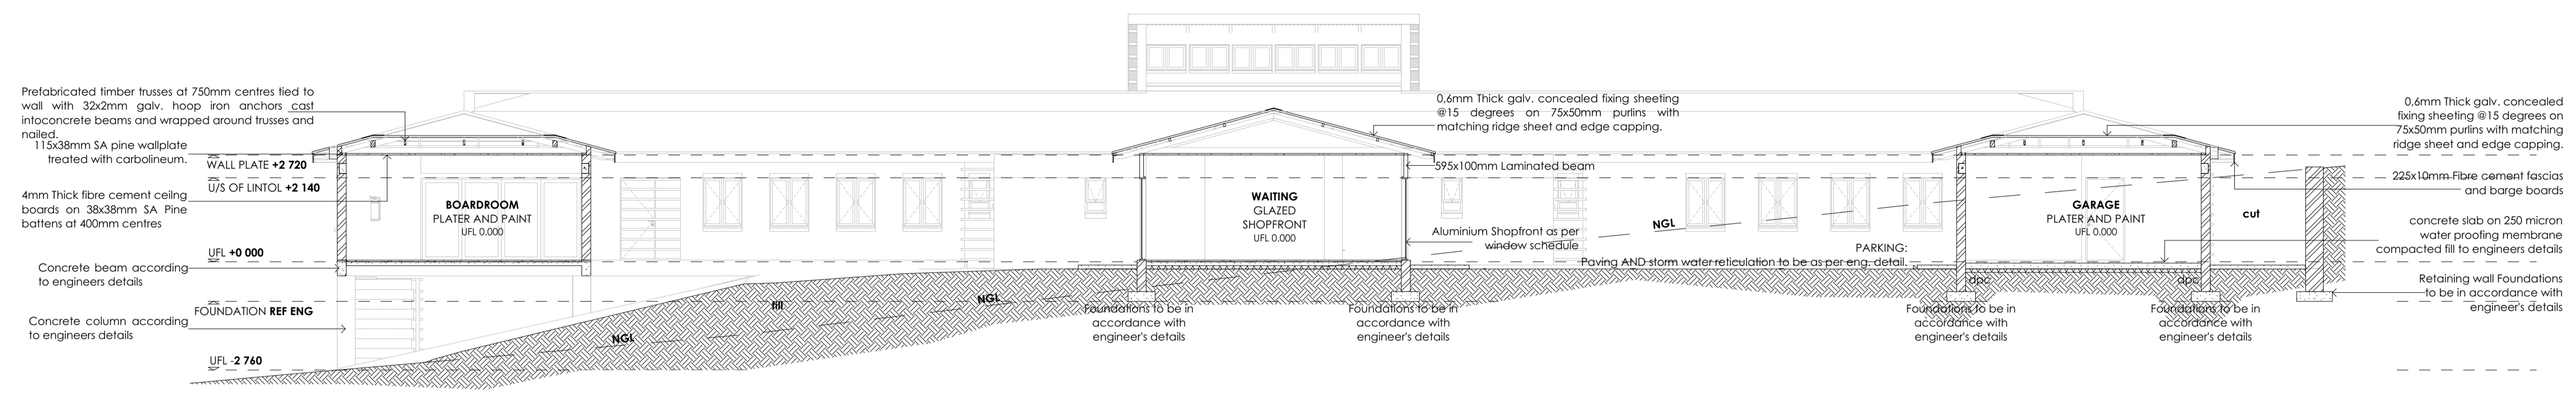 Prefabricated timber trusses at 750mm centres tied to
wall with 32x2mm galv. hoop iron anchors cast
intoconcrete beams and wrapped around trusses and
nailed.
115x38mm SA pine wallplate
treated with carbolineum.
WALL PLATE +2 720
U/S OF LINTOL +2 140
4mm Thick fibre cement ceilng
boards on 38x38mm SA Pine
battens at 400mm centres
UFL +0 000
Concrete beam according
to engineers details
FOUNDATION REF ENG
Concrete column according
to engineers details
UFL -2 760
BOARDROOM
PLATER AND PAINT
UFL 0.000
NGL
fill
NGL
WAITING
GLAZED
SHOPFRONT
UFL 0.000
Foundations to be in
accordance with
engineer's details
Foundations to be in
accordance with
engineer's details
0,6mm Thick galv. concealed fixing sheeting
@15 degrees on 75x50mm purlins with
matching ridge sheet and edge capping.
595x100mm Laminated beam
Aluminium Shopfront as per
window schedule
NGL
PARKING:
Paving AND storm water reticulation to be as per eng. detail.
GARAGE
PLATER AND PAINT
UFL 0.000
dpc
dpc
Foundations to be in
accordance with
engineer's details
Foundations to be in
accordance with
engineer's details
cut
0,6mm Thick galv. concealed
fixing sheeting @15 degrees on
75x50mm purlins with matching
ridge sheet and edge capping.
225x10mm Fibre cement fascias
and barge boards
concrete slab on 250 micron
water proofing membrane
compacted fill to engineers details
Retaining wall Foundations
to be in accordance with
engineer's details